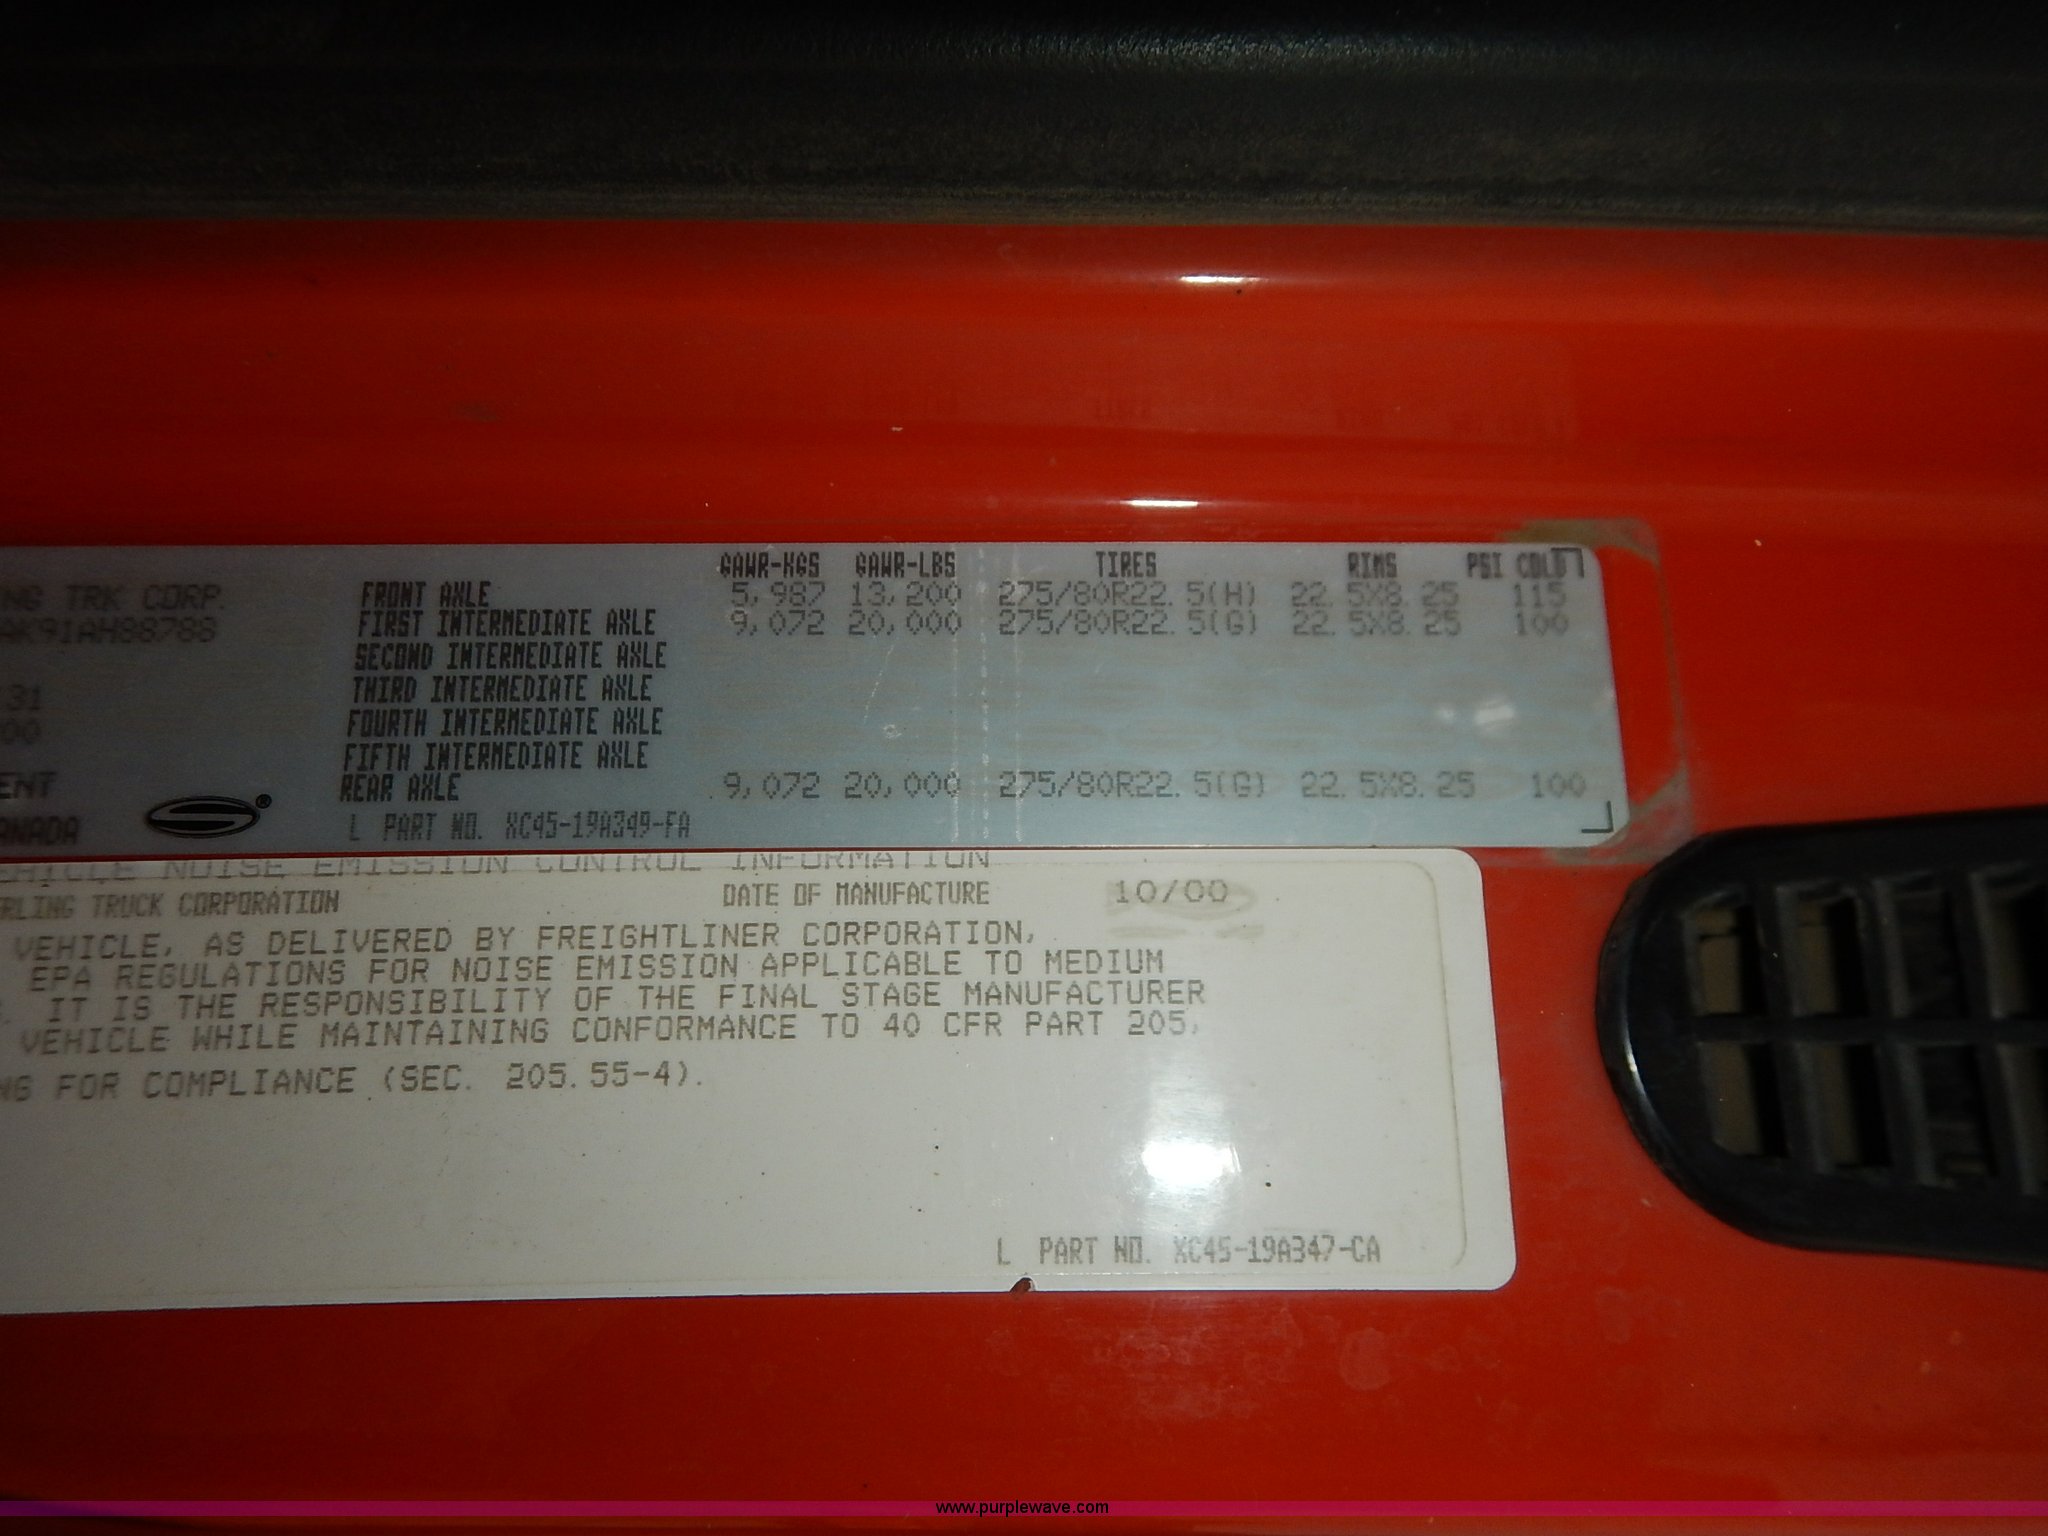 GAWR-KGS GAWR-LBS TIRES RIMS PSI COLD
NG TRK CORP. FRONT AXLE 5,987 13,200 275/80R22.5(H) 22.5X8.25 115
AK91AH88788 FIRST INTERMEDIATE AXLE 9,072 20,000 275/80R22.5(G) 22.5X8.25 100
SECOND INTERMEDIATE AXLE
31 THIRD INTERMEDIATE AXLE
00 FOURTH INTERMEDIATE AXLE
FIFTH INTERMEDIATE AXLE
ENT REAR AXLE 9,072 20,000 275/80R22.5(G) 22.5X8.25 100
ANADA ® L PART NO. XC45-19A349-FA
EHICLE NOISE EMISSION CONTROL INFORMATION
RLING TRUCK CORPORATION DATE OF MANUFACTURE 10/00
VEHICLE, AS DELIVERED BY FREIGHTLINER CORPORATION,
EPA REGULATIONS FOR NOISE EMISSION APPLICABLE TO MEDIUM
. IT IS THE RESPONSIBILITY OF THE FINAL STAGE MANUFACTURER
VEHICLE WHILE MAINTAINING CONFORMANCE TO 40 CFR PART 205,
NG FOR COMPLIANCE (SEC. 205.55-4).
L PART NO. XC45-19A347-CA
www.purplewave.com